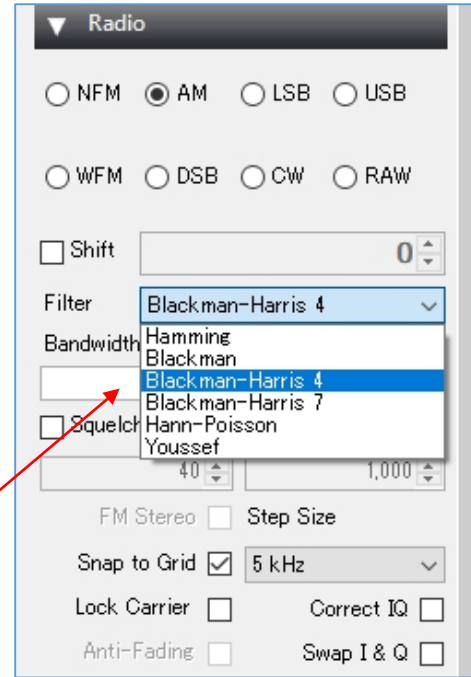 Radio
NFM AM LSB USB
WFM DSB CW RAW
Shift 0
Filter Blackman-Harris 4
Bandwidth
Hamming
Blackman
Blackman-Harris 4
Blackman-Harris 7
Hann-Poisson
Youssef
Squelch
40 1,000
FM Stereo Step Size
Snap to Grid 5 kHz
Lock Carrier Correct IQ
Anti-Fading Swap I & Q